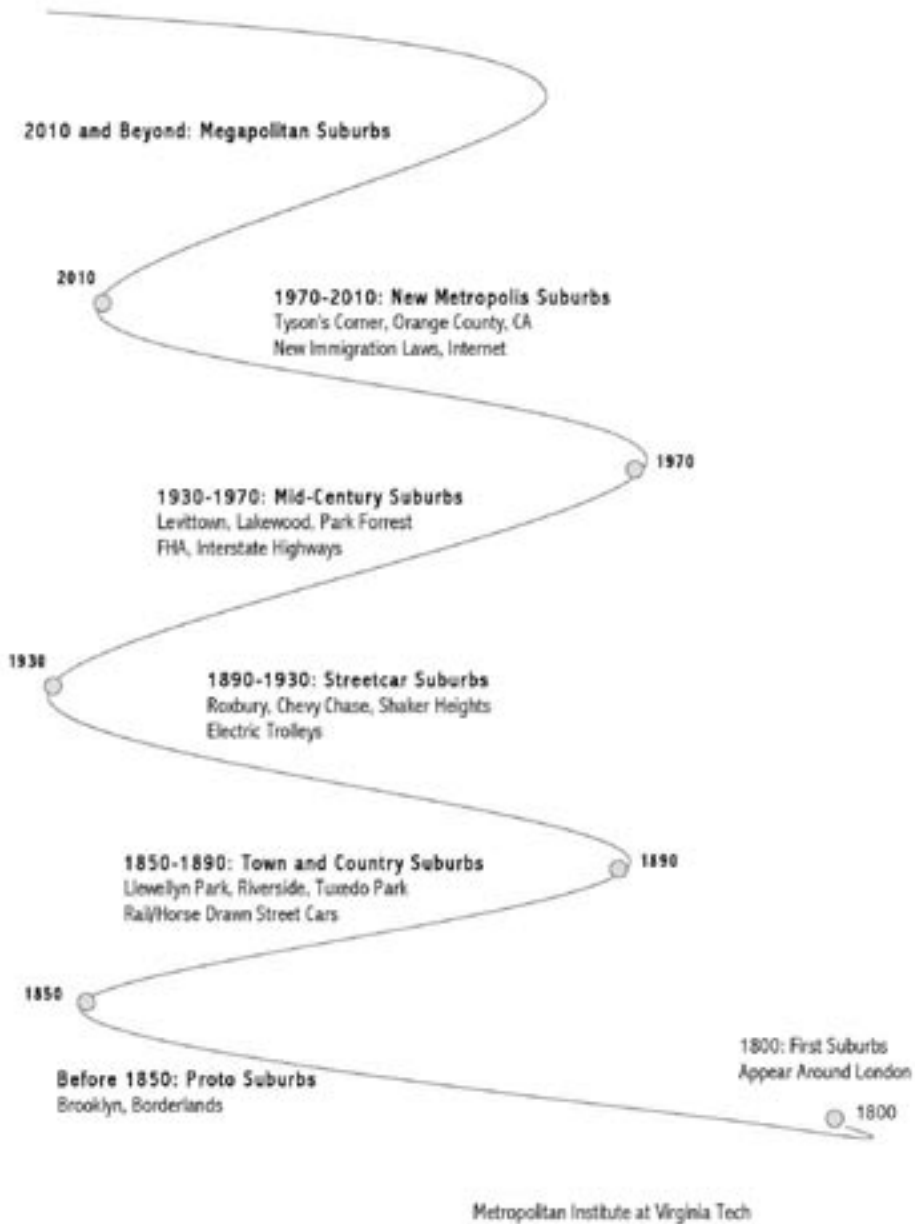 2010 and Beyond: Megapolitan Suburbs
2010
1970-2010: New Metropolis Suburbs
Tyson's Corner, Orange County, CA
New Immigration Laws, Internet
1970
1930-1970: Mid-Century Suburbs
Levittown, Lakewood, Park Forrest
FHA, Interstate Highways
1930
1890-1930: Streetcar Suburbs
Roxbury, Chevy Chase, Shaker Heights
Electric Trolleys
1850-1890: Town and Country Suburbs
Llewellyn Park, Riverside, Tuxedo Park
Rail/Horse Drawn Street Cars
1890
1850
1800: First Suburbs
Appear Around London
Before 1850: Proto Suburbs
Brooklyn, Borderlands
1800
Metropolitan Institute at Virginia Tech